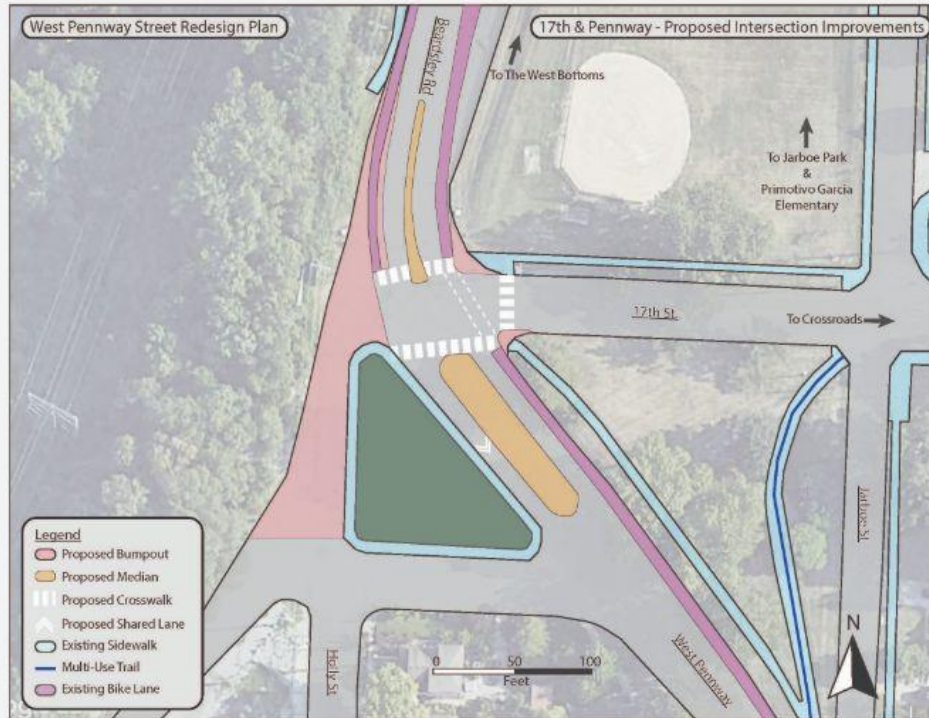 West Pennway Street Redesign Plan
17th & Pennway - Proposed Intersection Improvements
Beardsley Rd
To The West Bottoms
To Jarboe Park
&
Primotivo Garcia
Elementary
17th St.
To Crossroads
Jarboe St.
Legend
Proposed Bumpout
Proposed Median
Proposed Crosswalk
Proposed Shared Lane
Existing Sidewalk
Multi-Use Trail
Existing Bike Lane
Holly St.
0 50 100
Feet
West Pennway
N